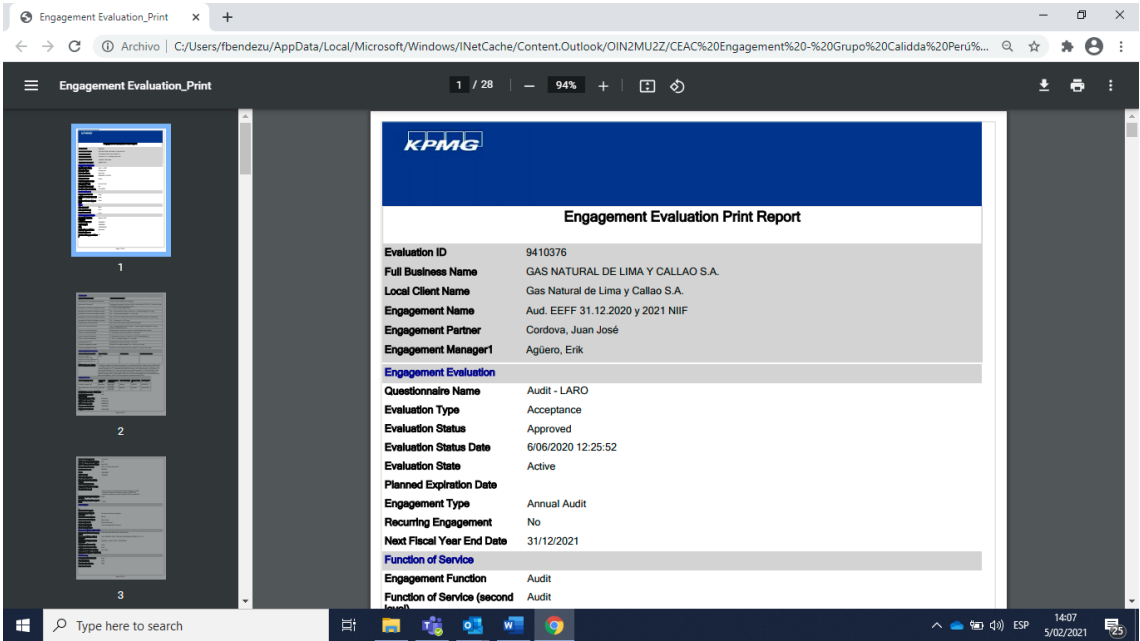 Engagement Evaluation_Print
Archivo | C:/Users/fbendezu/AppData/Local/Microsoft/Windows/INetCache/Content.Outlook/OIN2MU2Z/CEAC%20Engagement%20-%20Grupo%20Calidda%20Perú%...
Engagement Evaluation_Print 1 / 28 94%
KPMG
Engagement Evaluation Print Report
Evaluation ID 9410376
Full Business Name GAS NATURAL DE LIMA Y CALLAO S.A.
Local Client Name Gas Natural de Lima y Callao S.A.
Engagement Name Aud. EEFF 31.12.2020 y 2021 NIIF
Engagement Partner Cordova, Juan José
Engagement Manager1 Agüero, Erik
Engagement Evaluation
Questionnaire Name Audit - LARO
Evaluation Type Acceptance
Evaluation Status Approved
Evaluation Status Date 6/06/2020 12:25:52
Evaluation State Active
Planned Expiration Date
Engagement Type Annual Audit
Recurring Engagement No
Next Fiscal Year End Date 31/12/2021
Function of Service
Engagement Function Audit
Function of Service (second Audit
level)
1
2
3
Type here to search
ESP
14:07
5/02/2021
25